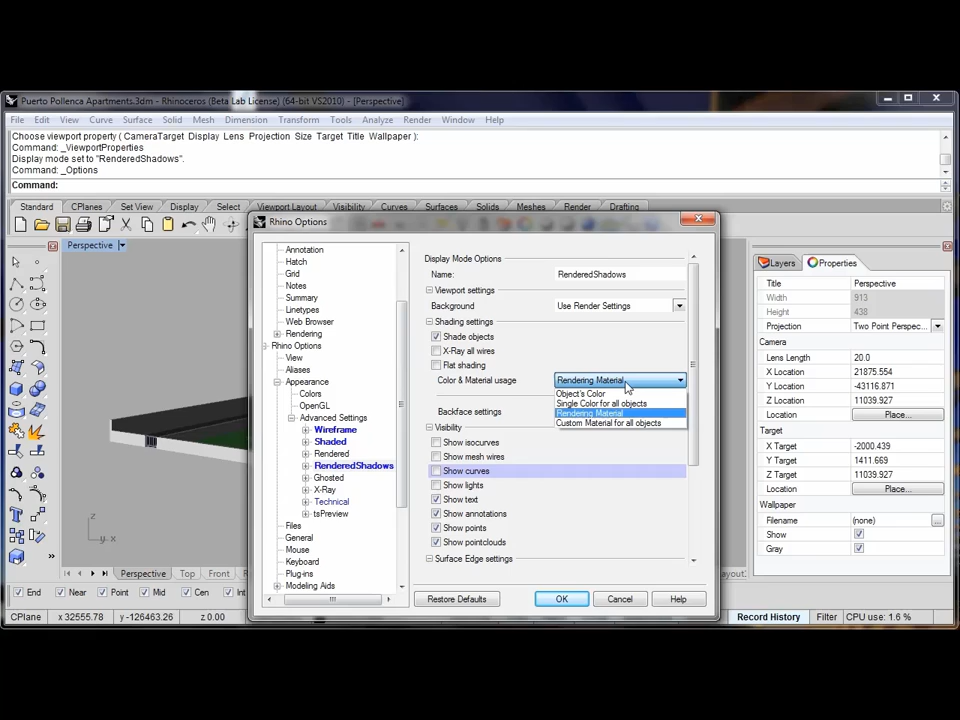 Puerto Pollenca Apartments.3dm - Rhinoceros (Beta Lab License) (64-bit VS2010) - [Perspective]
File Edit View Curve Surface Solid Mesh Dimension Transform Tools Analyze Render Window Help
Choose viewport property ( CameraTarget Display Lens Projection Size Target Title Wallpaper ):
Command: _ViewportProperties
Display mode set to "RenderedShadows".
Command: _Options
Command:
Standard CPlanes Set View Display Select Viewport Layout Visibility Curves Surfaces Solids Meshes Render Drafting
Perspective
Rhino Options
Annotation
Hatch
Grid
Notes
Summary
Linetypes
Web Browser
Rendering
Rhino Options
View
Aliases
Appearance
Colors
OpenGL
Advanced Settings
Wireframe
Shaded
Rendered
RenderedShadows
Ghosted
X-Ray
Technical
tsPreview
Files
General
Mouse
Keyboard
Plug-ins
Modeling Aids
Display Mode Options
Name: RenderedShadows
Viewport settings
Background Use Render Settings
Shading settings
Shade objects
X-Ray all wires
Flat shading
Color & Material usage Rendering Material
Object's Color
Single Color for all objects
Rendering Material
Custom Material for all objects
Backface settings
Visibility
Show isocurves
Show mesh wires
Show curves
Show lights
Show text
Show annotations
Show points
Show pointclouds
Surface Edge settings
Restore Defaults OK Cancel Help
Layers Properties
Title Perspective
Width 913
Height 438
Projection Two Point Perspec...
Camera
Lens Length 20.0
X Location 21875.554
Y Location -43116.871
Z Location 11039.927
Location Place...
Target
X Target -2000.439
Y Target 1411.669
Z Target 11039.927
Location Place...
Wallpaper
Filename (none) ...
Show
Gray
z
y x
Perspective Top Front
End Near Point Mid Cen Int
CPlane x 32555.78 y -126463.26 z 0.00 Record History Filter CPU use: 1.6 %